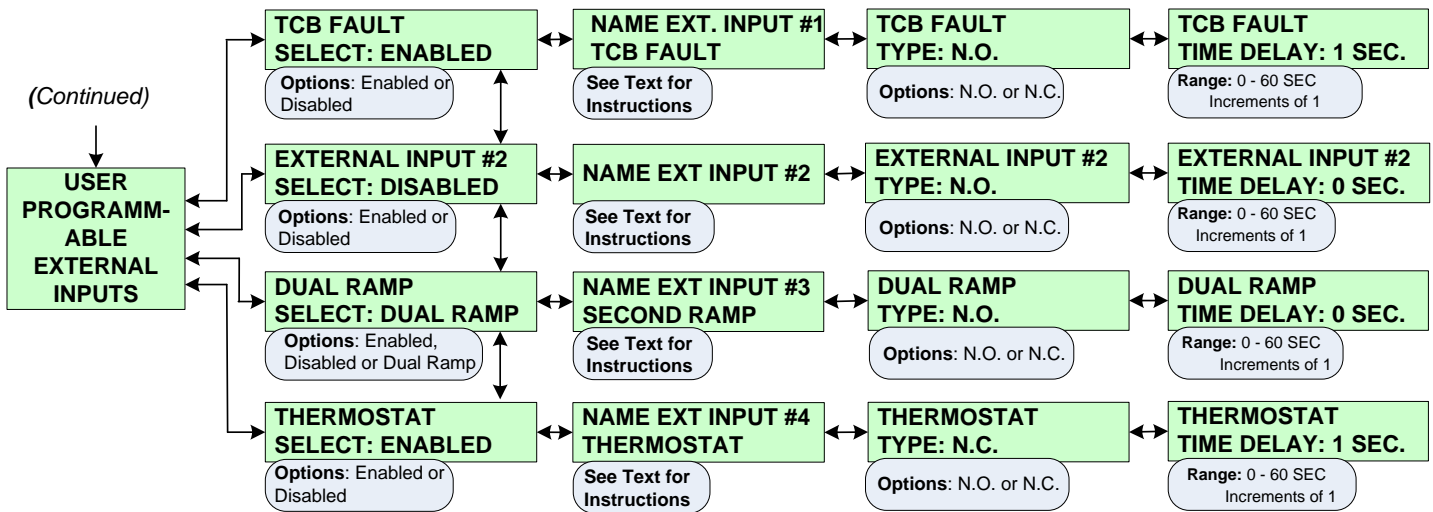 (Continued)
USER
PROGRAMM-
ABLE
EXTERNAL
INPUTS
TCB FAULT
SELECT: ENABLED
Options: Enabled or
Disabled
NAME EXT. INPUT #1
TCB FAULT
See Text for
Instructions
TCB FAULT
TYPE: N.O.
Options: N.O. or N.C.
TCB FAULT
TIME DELAY: 1 SEC.
Range: 0 - 60 SEC
Increments of 1
EXTERNAL INPUT #2
SELECT: DISABLED
Options: Enabled or
Disabled
NAME EXT INPUT #2
See Text for
Instructions
EXTERNAL INPUT #2
TYPE: N.O.
Options: N.O. or N.C.
EXTERNAL INPUT #2
TIME DELAY: 0 SEC.
Range: 0 - 60 SEC
Increments of 1
DUAL RAMP
SELECT: DUAL RAMP
Options: Enabled,
Disabled or Dual Ramp
NAME EXT INPUT #3
SECOND RAMP
See Text for
Instructions
DUAL RAMP
TYPE: N.O.
Options: N.O. or N.C.
DUAL RAMP
TIME DELAY: 0 SEC.
Range: 0 - 60 SEC
Increments of 1
THERMOSTAT
SELECT: ENABLED
Options: Enabled or
Disabled
NAME EXT INPUT #4
THERMOSTAT
See Text for
Instructions
THERMOSTAT
TYPE: N.C.
Options: N.O. or N.C.
THERMOSTAT
TIME DELAY: 1 SEC.
Range: 0 - 60 SEC
Increments of 1